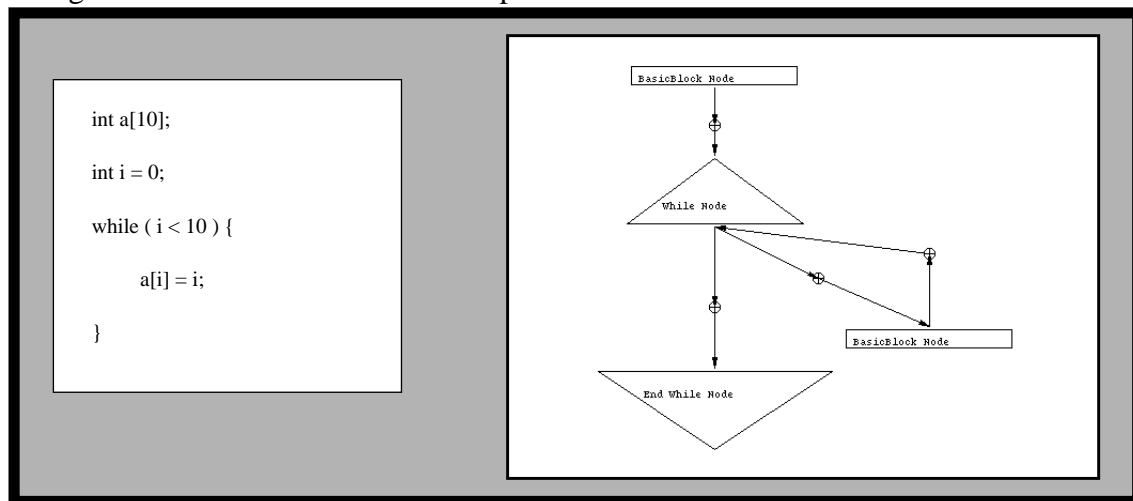 int a[10];
int i = 0;
while ( i < 10 ) {
a[i] = i;
}
BasicBlock Node
While Node
BasicBlock Node
End While Node